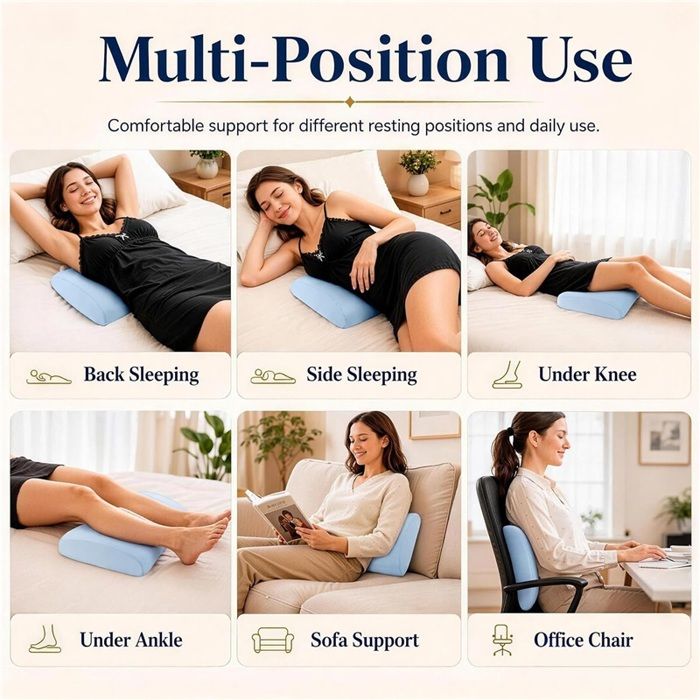 Multi-Position Use
Comfortable support for different resting positions and daily use.
Back Sleeping
Side Sleeping
Under Knee
Under Ankle
Sofa Support
Office Chair